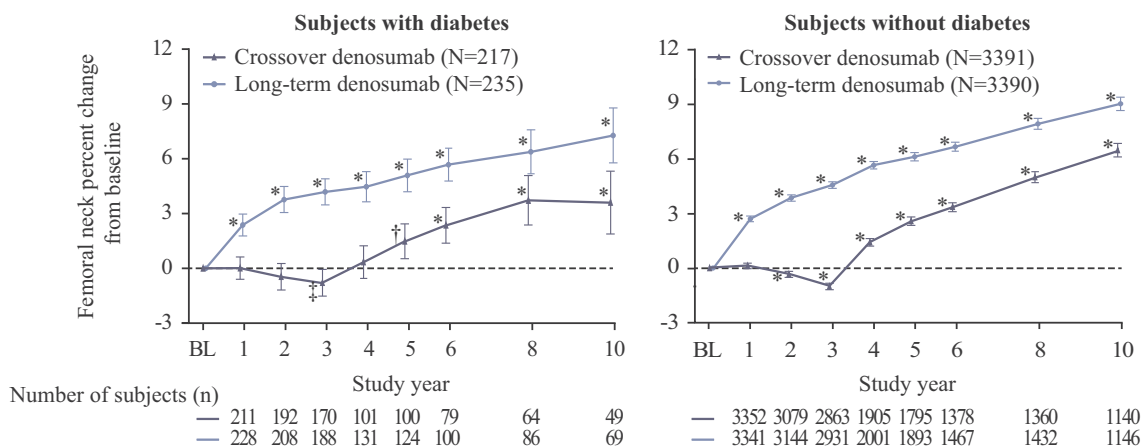 Subjects with diabetes
12
9
6
3
0
-3
Femoral neck percent change
from baseline
Crossover denosumab (N=217)
Long-term denosumab (N=235)
* * * * * * * *
† * * *
‡
BL 1 2 3 4 5 6 8 10
Study year
Subjects without diabetes
12
9
6
3
0
-3
Crossover denosumab (N=3391)
Long-term denosumab (N=3390)
* * * * * * * *
* * * * * * *
BL 1 2 3 4 5 6 8 10
Study year
Number of subjects (n)
211 192 170 101 100 79 64 49
228 208 188 131 124 100 86 69
3352 3079 2863 1905 1795 1378 1360 1140
3341 3144 2931 2001 1893 1467 1432 1146